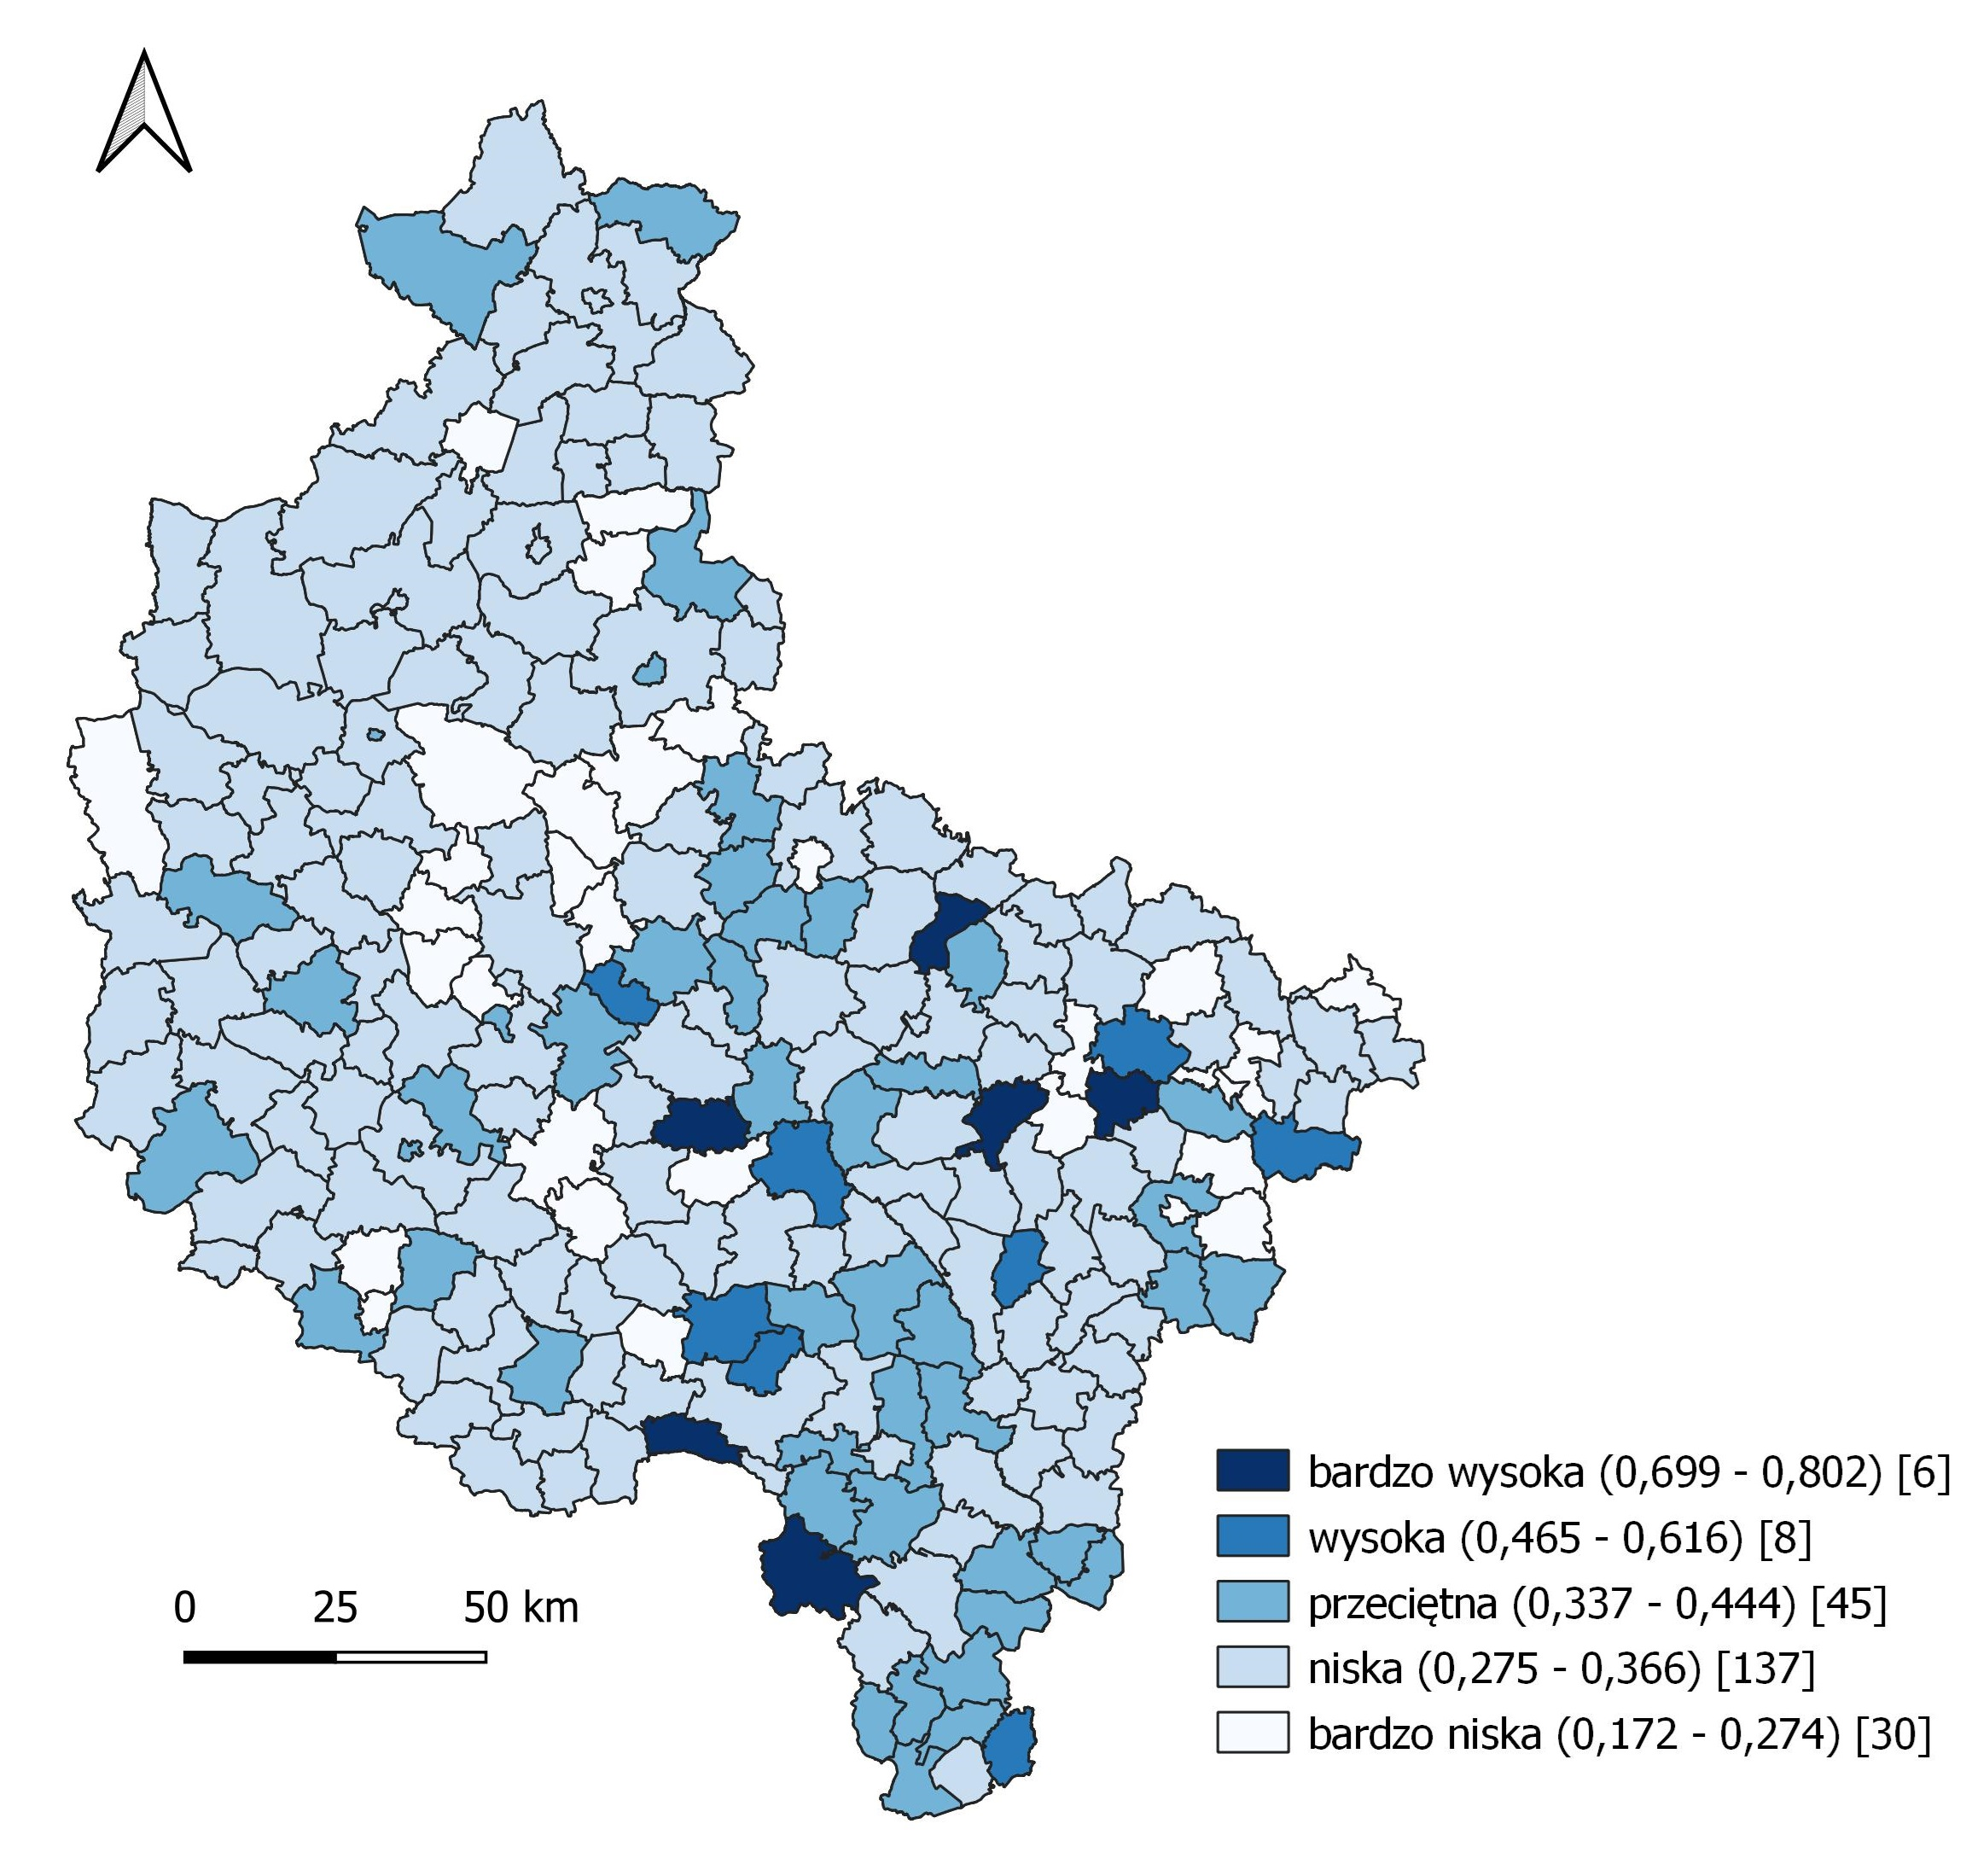 bardzo wysoka (0,699 - 0,802) [6]
wysoka (0,465 - 0,616) [8]
przeciętna (0,337 - 0,444) [45]
niska (0,275 - 0,366) [137]
bardzo niska (0,172 - 0,274) [30]
0 25 50 km